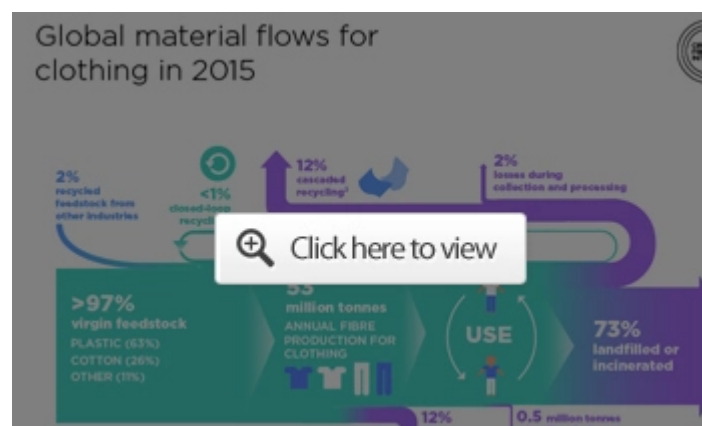 Global material flows for
clothing in 2015
2%
recycled
feedstock from
other industries
<1%
closed-loop
12%
cascaded
recycling²
2%
losses during
collection and processing
Click here to view
>97%
virgin feedstock
PLASTIC (63%)
COTTON (26%)
OTHER (11%)
53
million tonnes
ANNUAL FIBRE
PRODUCTION FOR
CLOTHING
USE
73%
landfilled or
incinerated
12%
0.5 million tonnes